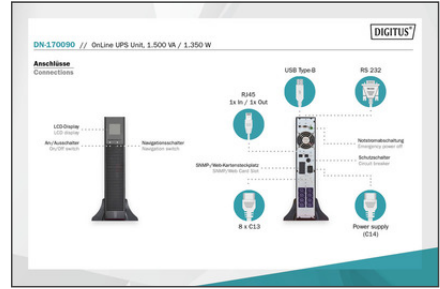 DIGITUS®
DN-170090 // OnLine UPS Unit, 1.500 VA / 1.350 W
Anschlüsse
Connections
USB Type-B
RS 232
RJ45
1x In / 1x Out
LCD-Display
LCD display
An/Ausschalter
On/Off switch
Navigationsschalter
Navigation switch
Notstromabschaltung
Emergency power off
Schutzschalter
Circuit breaker
SNMP-/Web-Kartensteckplatz
SNMP/Web Card Slot
8 x C13
Power supply
(C14)